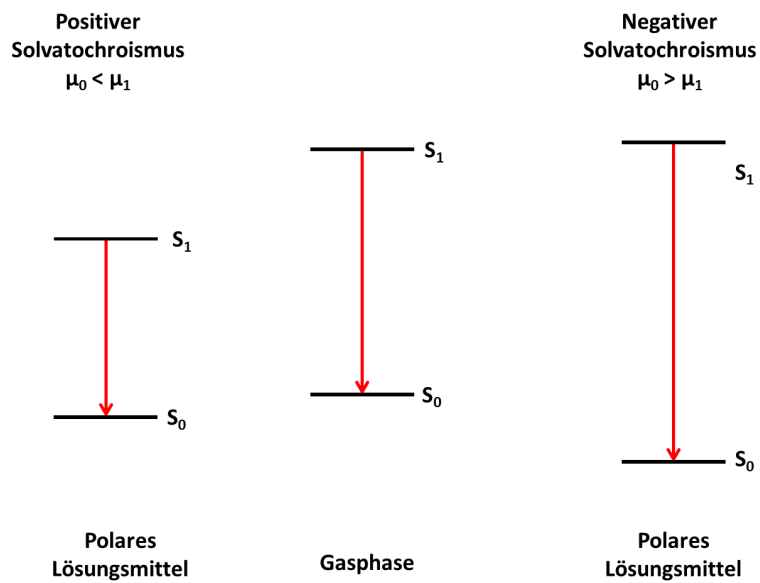 Positiver
Solvatochroismus
μ₀ < μ₁
Negativer
Solvatochroismus
μ₀ > μ₁
S₁
S₁
S₁
S₀
S₀
S₀
Polares
Lösungsmittel
Gasphase
Polares
Lösungsmittel